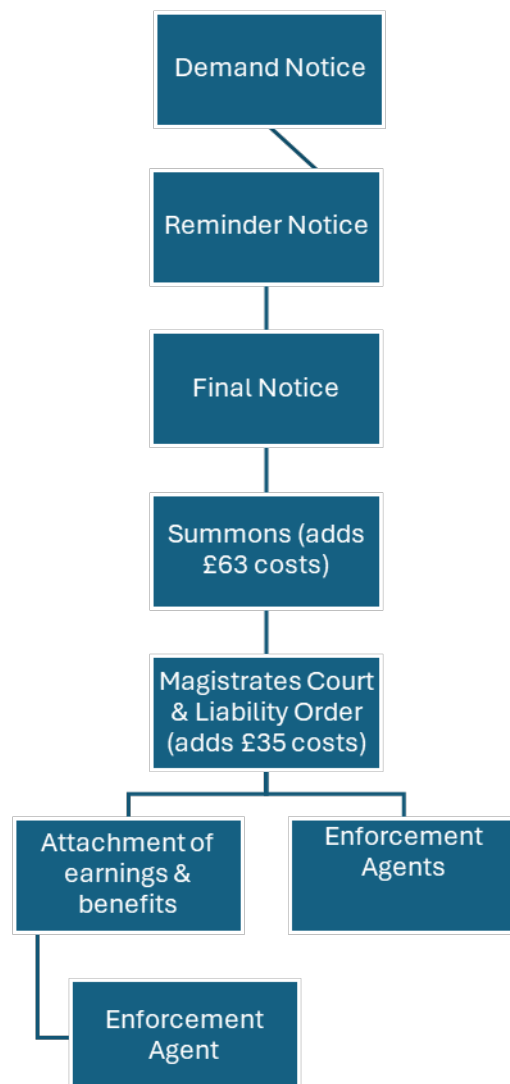 Demand Notice
Reminder Notice
Final Notice
Summons (adds
£63 costs)
Magistrates Court
& Liability Order
(adds £35 costs)
Attachment of
earnings &
benefits
Enforcement
Agents
Enforcement
Agent